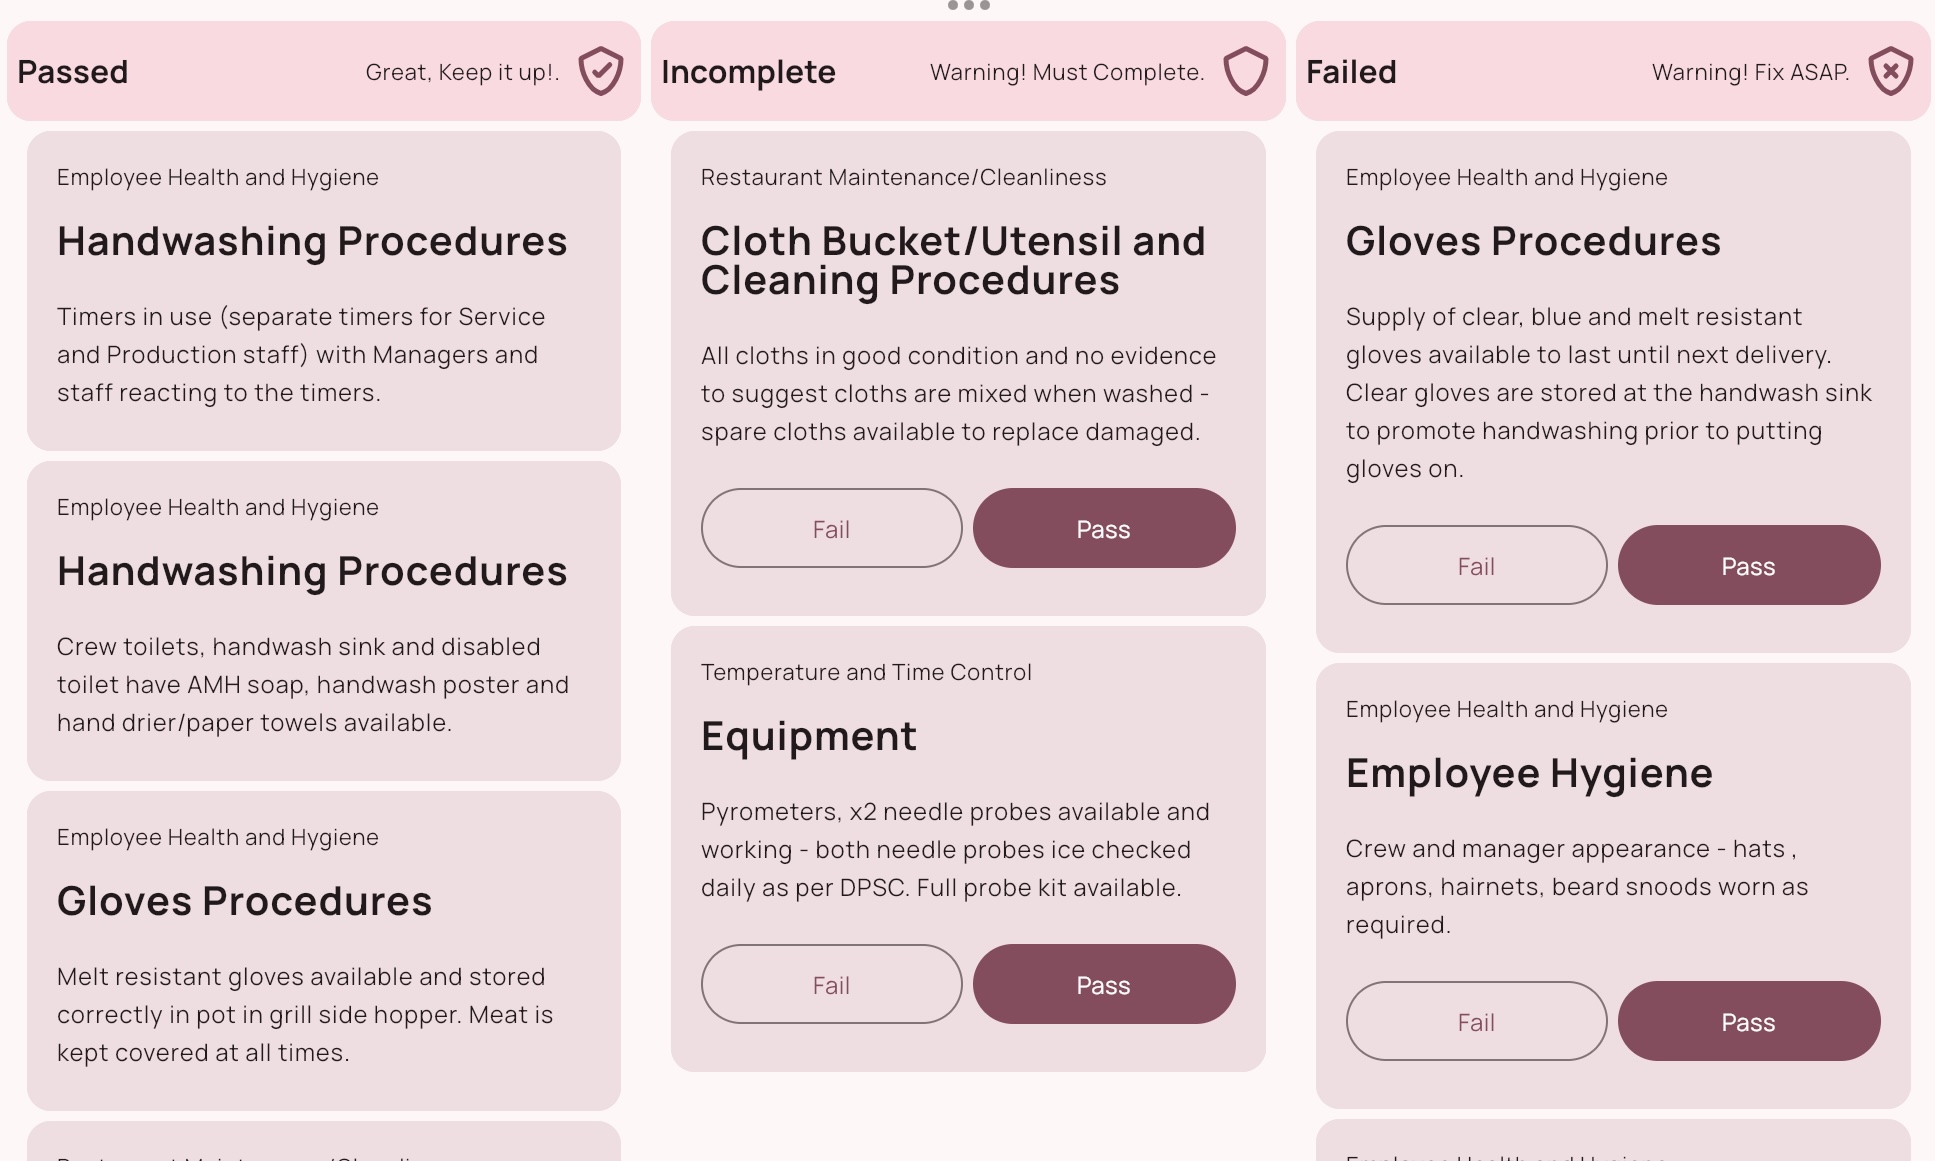 Passed
Great, Keep it up!.
Employee Health and Hygiene
Handwashing Procedures
Timers in use (separate timers for Service
and Production staff) with Managers and
staff reacting to the timers.
Employee Health and Hygiene
Handwashing Procedures
Crew toilets, handwash sink and disabled
toilet have AMH soap, handwash poster and
hand drier/paper towels available.
Employee Health and Hygiene
Gloves Procedures
Melt resistant gloves available and stored
correctly in pot in grill side hopper. Meat is
kept covered at all times.
Incomplete
Warning! Must Complete.
Restaurant Maintenance/Cleanliness
Cloth Bucket/Utensil and
Cleaning Procedures
All cloths in good condition and no evidence
to suggest cloths are mixed when washed -
spare cloths available to replace damaged.
Fail
Pass
Temperature and Time Control
Equipment
Pyrometers, x2 needle probes available and
working - both needle probes ice checked
daily as per DPSC. Full probe kit available.
Fail
Pass
Failed
Warning! Fix ASAP.
Employee Health and Hygiene
Gloves Procedures
Supply of clear, blue and melt resistant
gloves available to last until next delivery.
Clear gloves are stored at the handwash sink
to promote handwashing prior to putting
gloves on.
Fail
Pass
Employee Health and Hygiene
Employee Hygiene
Crew and manager appearance - hats ,
aprons, hairnets, beard snoods worn as
required.
Fail
Pass